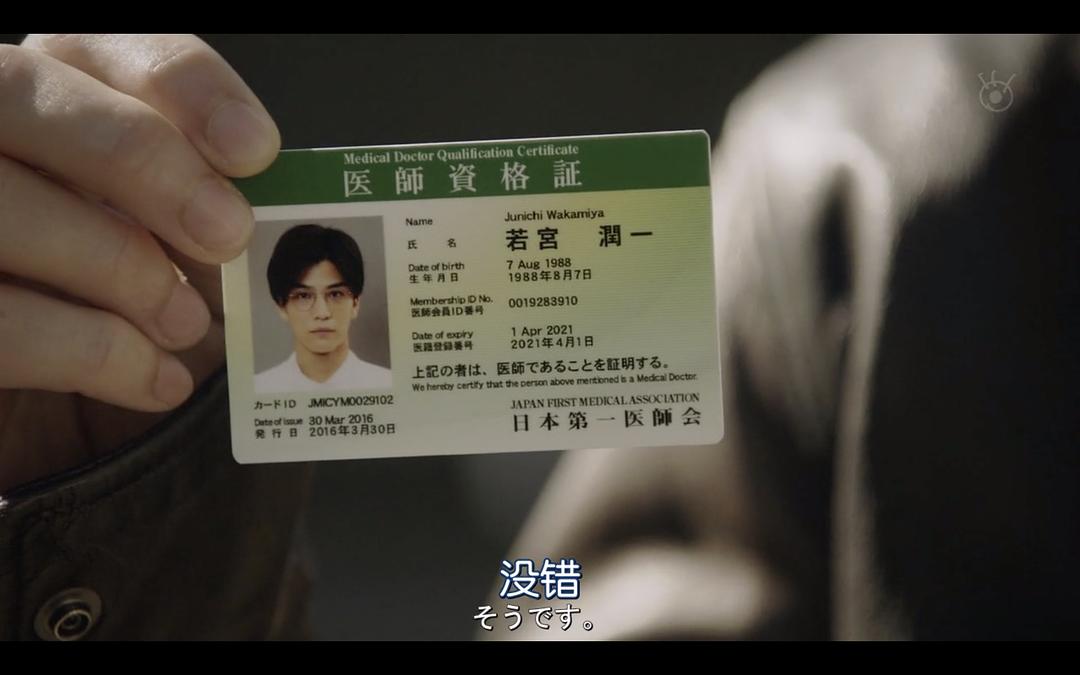 Medical Doctor Qualification Certificate
医師資格証
Name Junichi Wakamiya
氏名 若宮 潤一
Date of birth 7 Aug 1988
生年月日 1988年8月7日
Membership ID No. 0019283910
医師会員ID番号
Date of expiry 1 Apr 2021
医籍登録番号 2021年4月1日
上記の者は、医師であることを証明する。
We hereby certify that the person above mentioned is a Medical Doctor.
カードID JMICYM0029102
Date of issue 30 Mar 2016
発行日 2016年3月30日
JAPAN FIRST MEDICAL ASSOCIATION
日本第一医師会
没错
そうです。